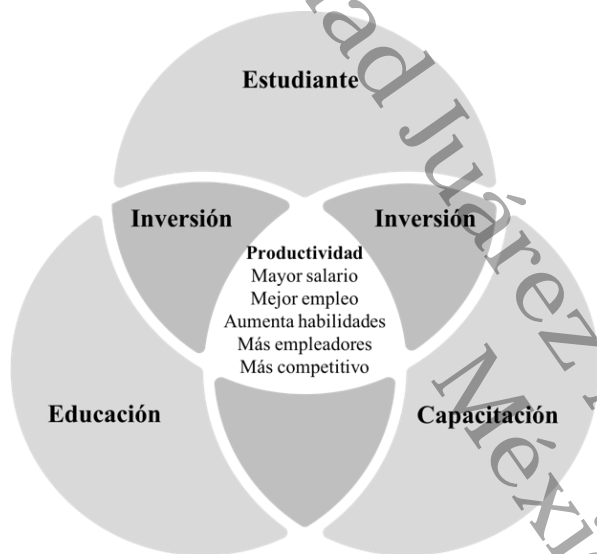 Estudiante
Inversión
Inversión
Productividad
Mayor salario
Mejor empleo
Aumenta habilidades
Más empleadores
Más competitivo
Educación
Capacitación
Juárez